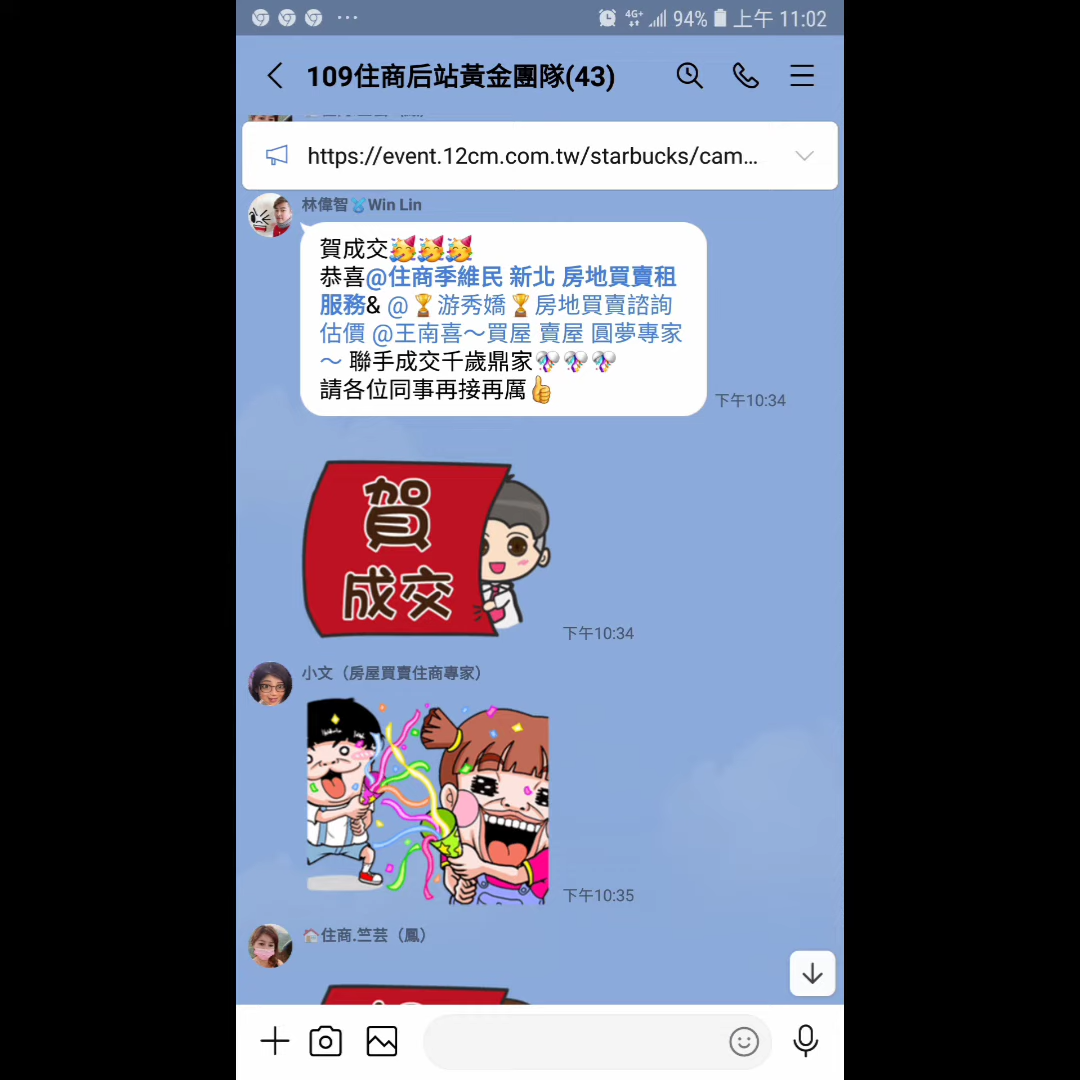 94% 上午 11:02
109住商后站黃金團隊(43)
https://event.12cm.com.tw/starbucks/cam...
林偉智 Win Lin
賀成交🥳🥳🥳
恭喜@住商季維民 新北 房地買賣租
服務& @🏆游秀嬌🏆房地買賣諮詢
估價 @王南喜～買屋 賣屋 圓夢專家
～ 聯手成交千歲鼎家🎊🎊🎊
請各位同事再接再厲👍
下午10:34
賀
成交
下午10:34
小文（房屋買賣住商專家）
下午10:35
🏠住商.竺芸（鳳）